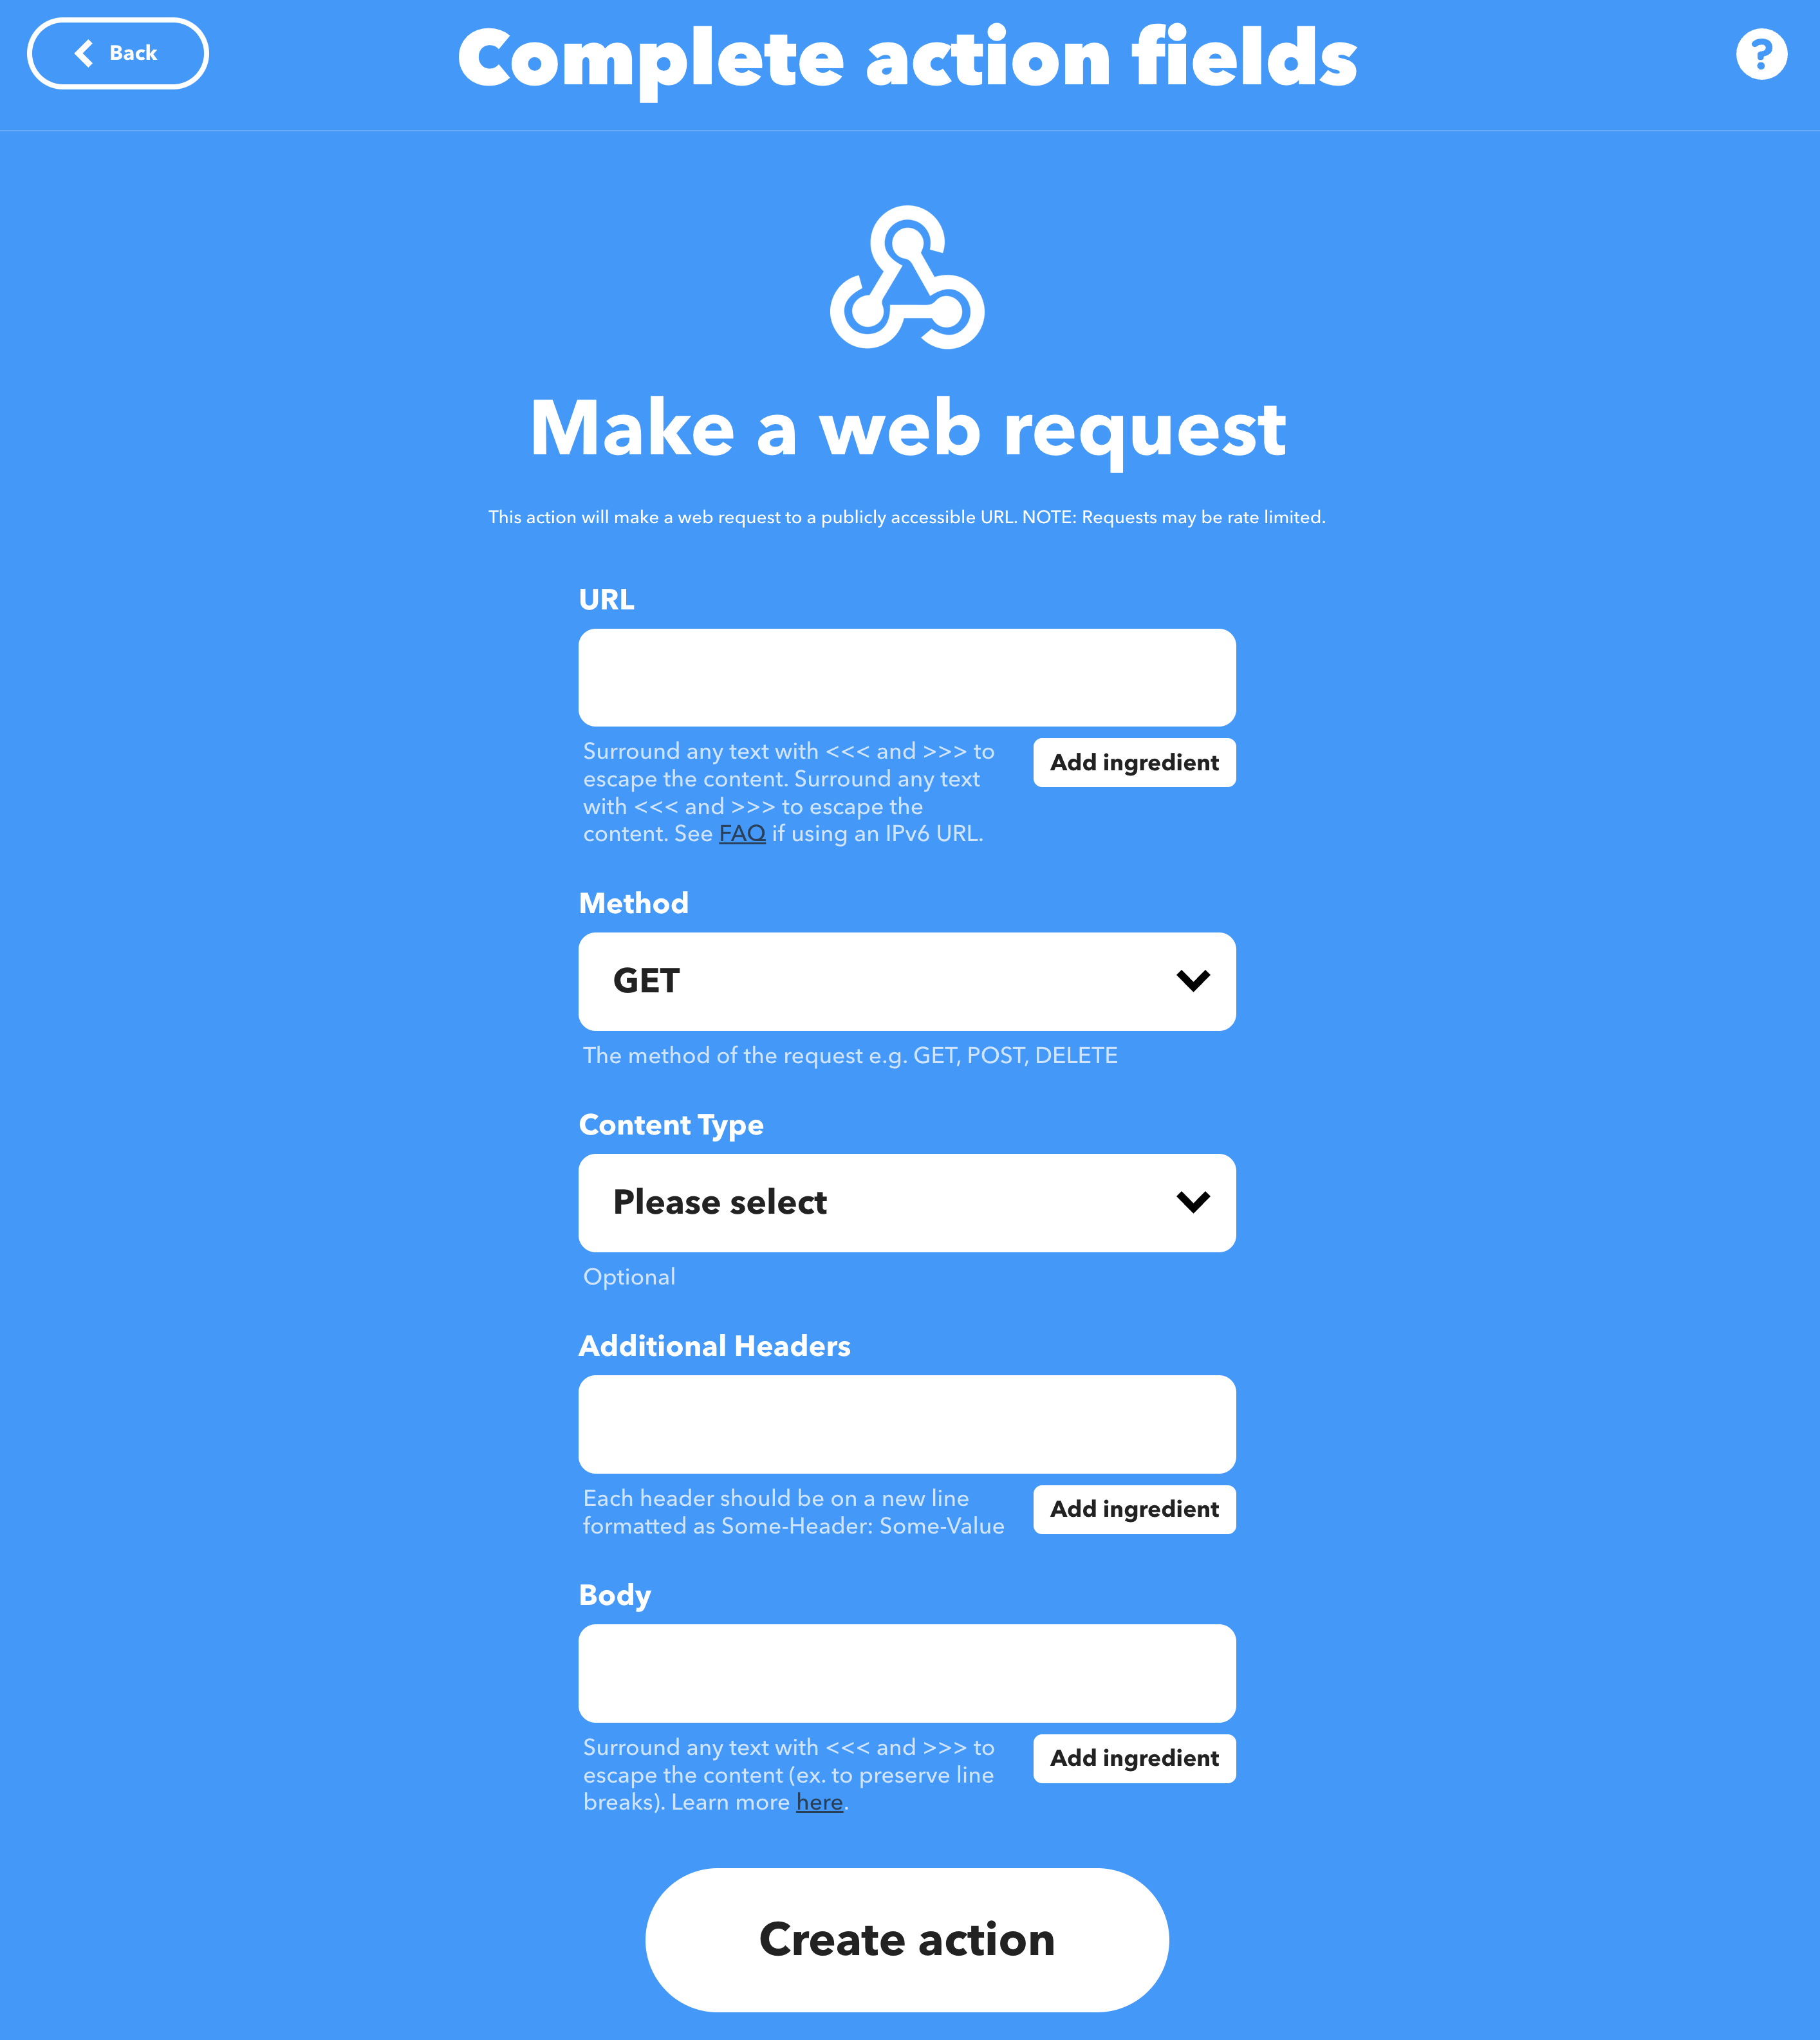 Back
Complete action fields
?
Make a web request
This action will make a web request to a publicly accessible URL. NOTE: Requests may be rate limited.
URL
Surround any text with <<< and >>> to
escape the content. Surround any text
with <<< and >>> to escape the
content. See FAQ if using an IPv6 URL.
Add ingredient
Method
GET
The method of the request e.g. GET, POST, DELETE
Content Type
Please select
Optional
Additional Headers
Each header should be on a new line
formatted as Some-Header: Some-Value
Add ingredient
Body
Surround any text with <<< and >>> to
escape the content (ex. to preserve line
breaks). Learn more here.
Add ingredient
Create action